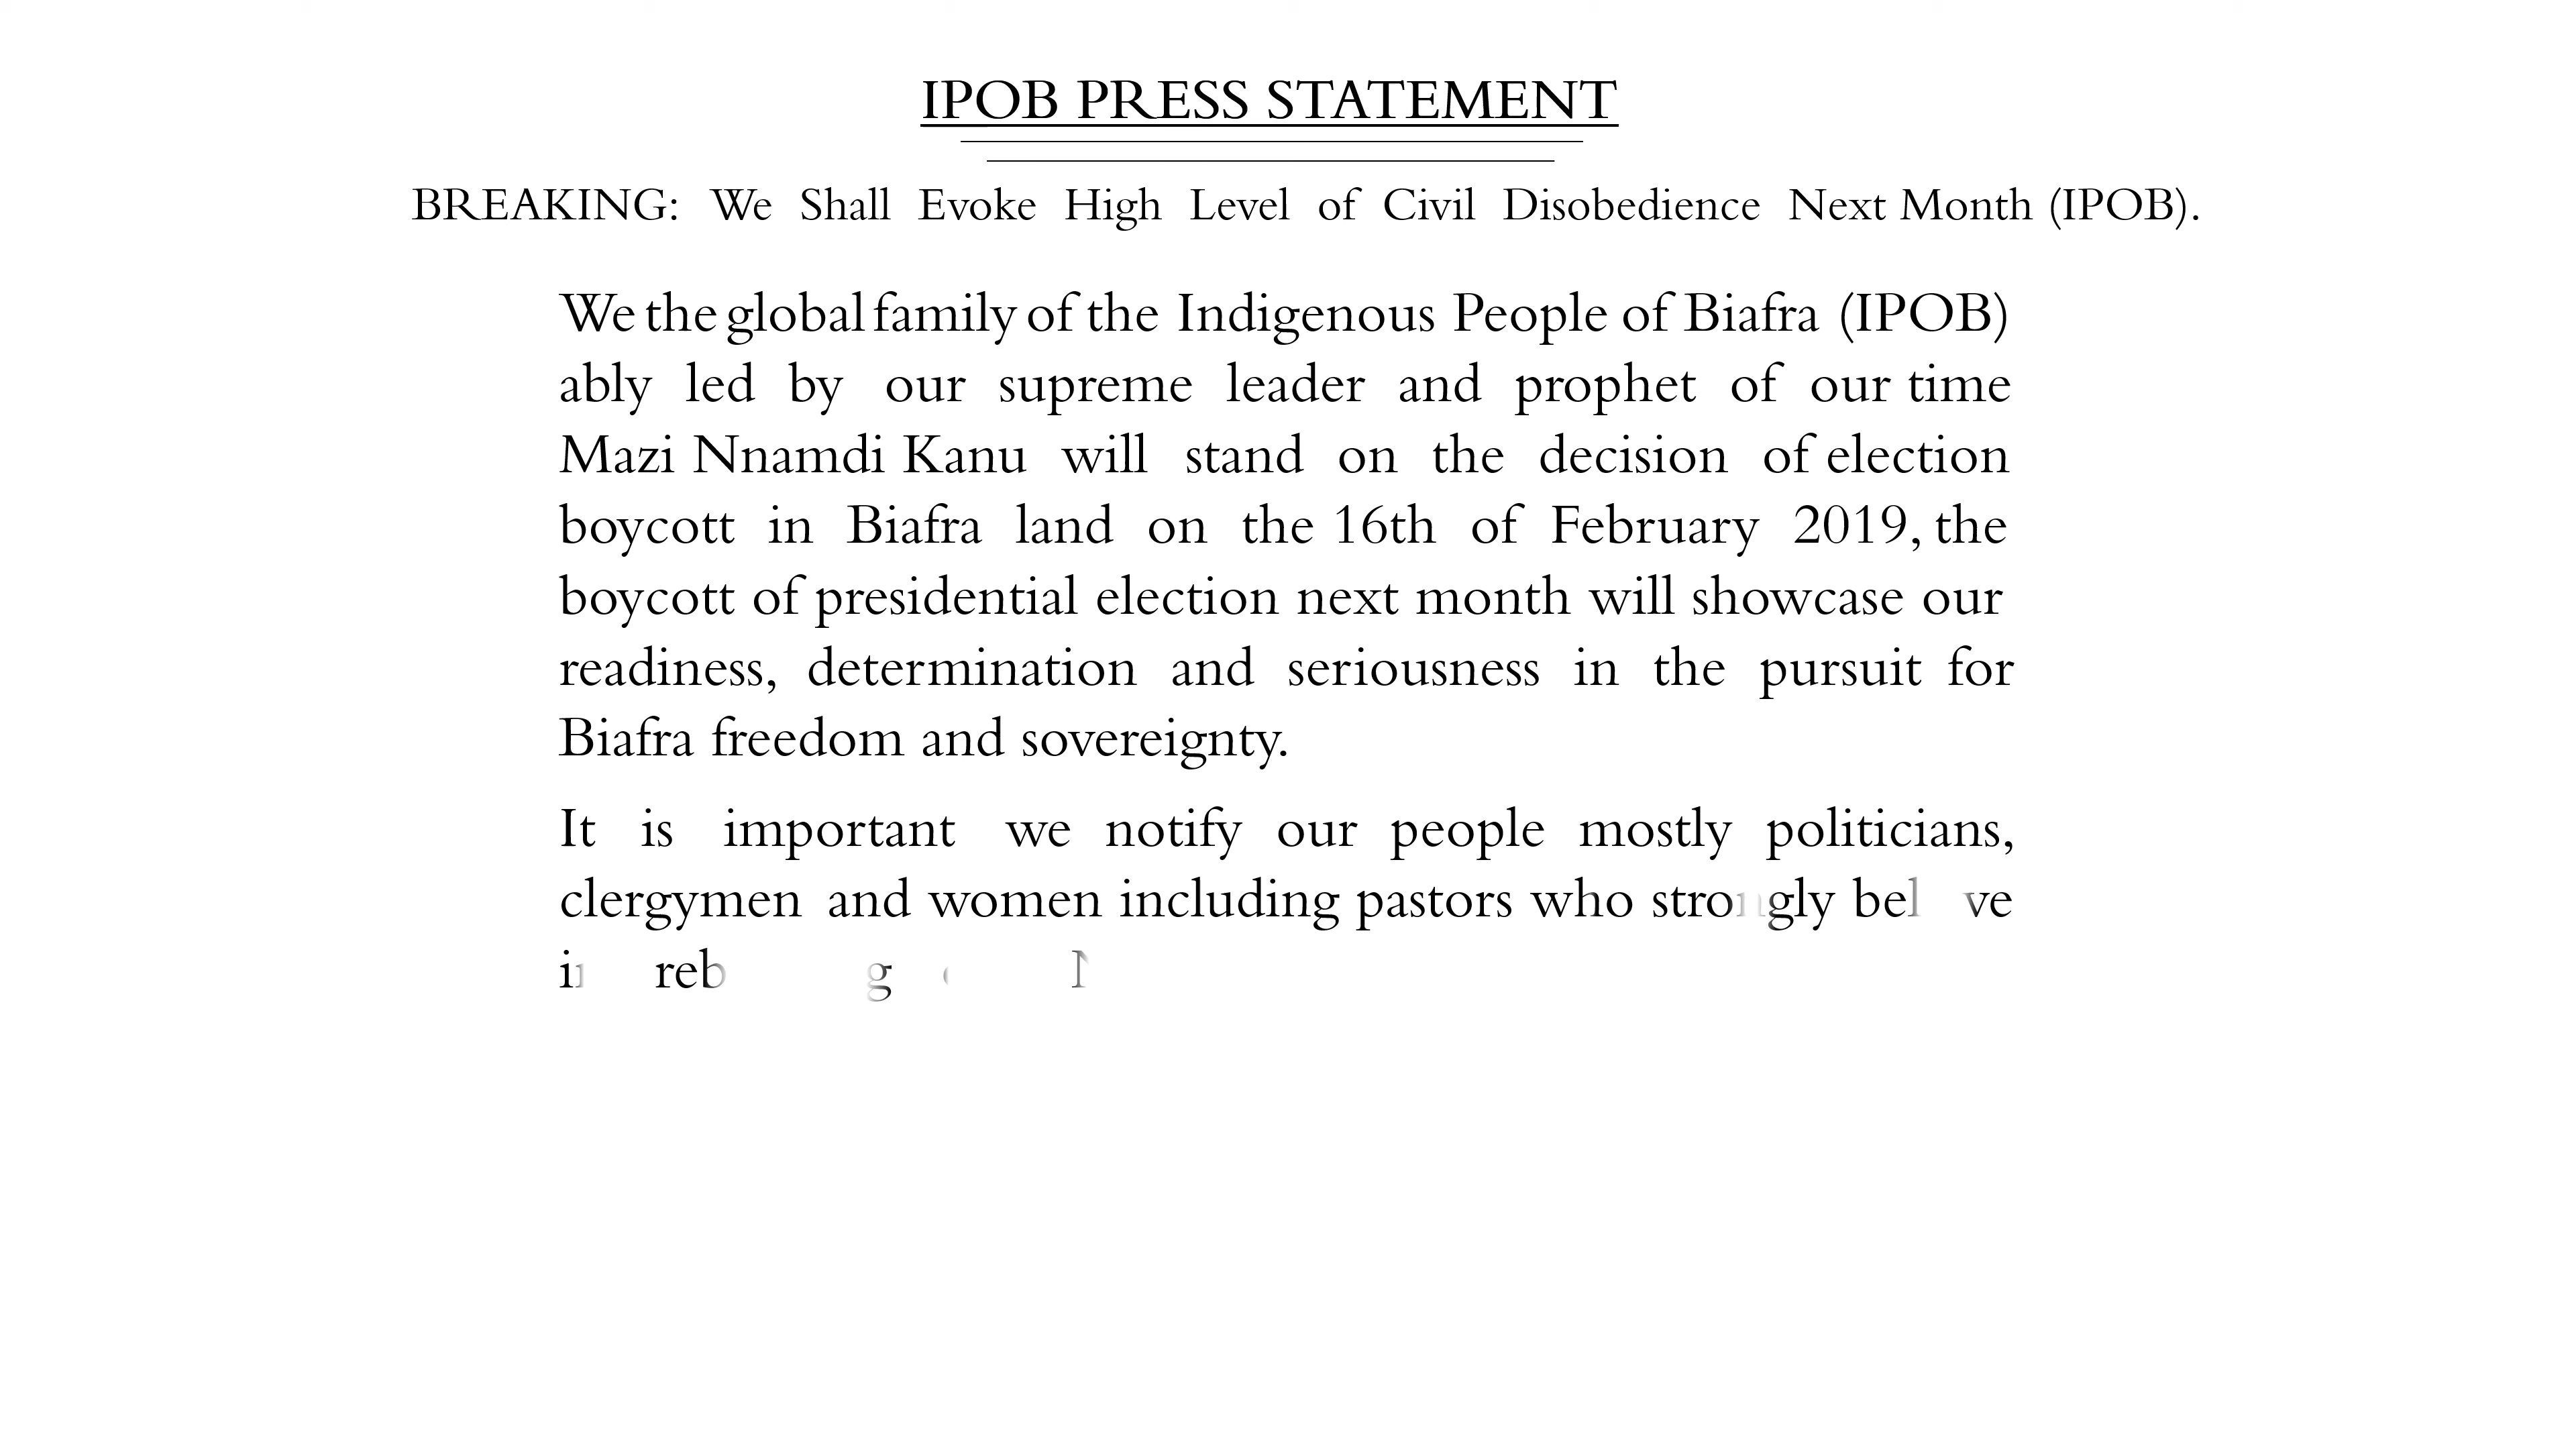 IPOB PRESS STATEMENT
BREAKING: We Shall Evoke High Level of Civil Disobedience Next Month (IPOB).
We the global family of the Indigenous People of Biafra (IPOB)
ably led by our supreme leader and prophet of our time
Mazi Nnamdi Kanu will stand on the decision of election
boycott in Biafra land on the 16th of February 2019, the
boycott of presidential election next month will showcase our
readiness, determination and seriousness in the pursuit for
Biafra freedom and sovereignty.
It is important we notify our people mostly politicians,
clergymen and women including pastors who strongly